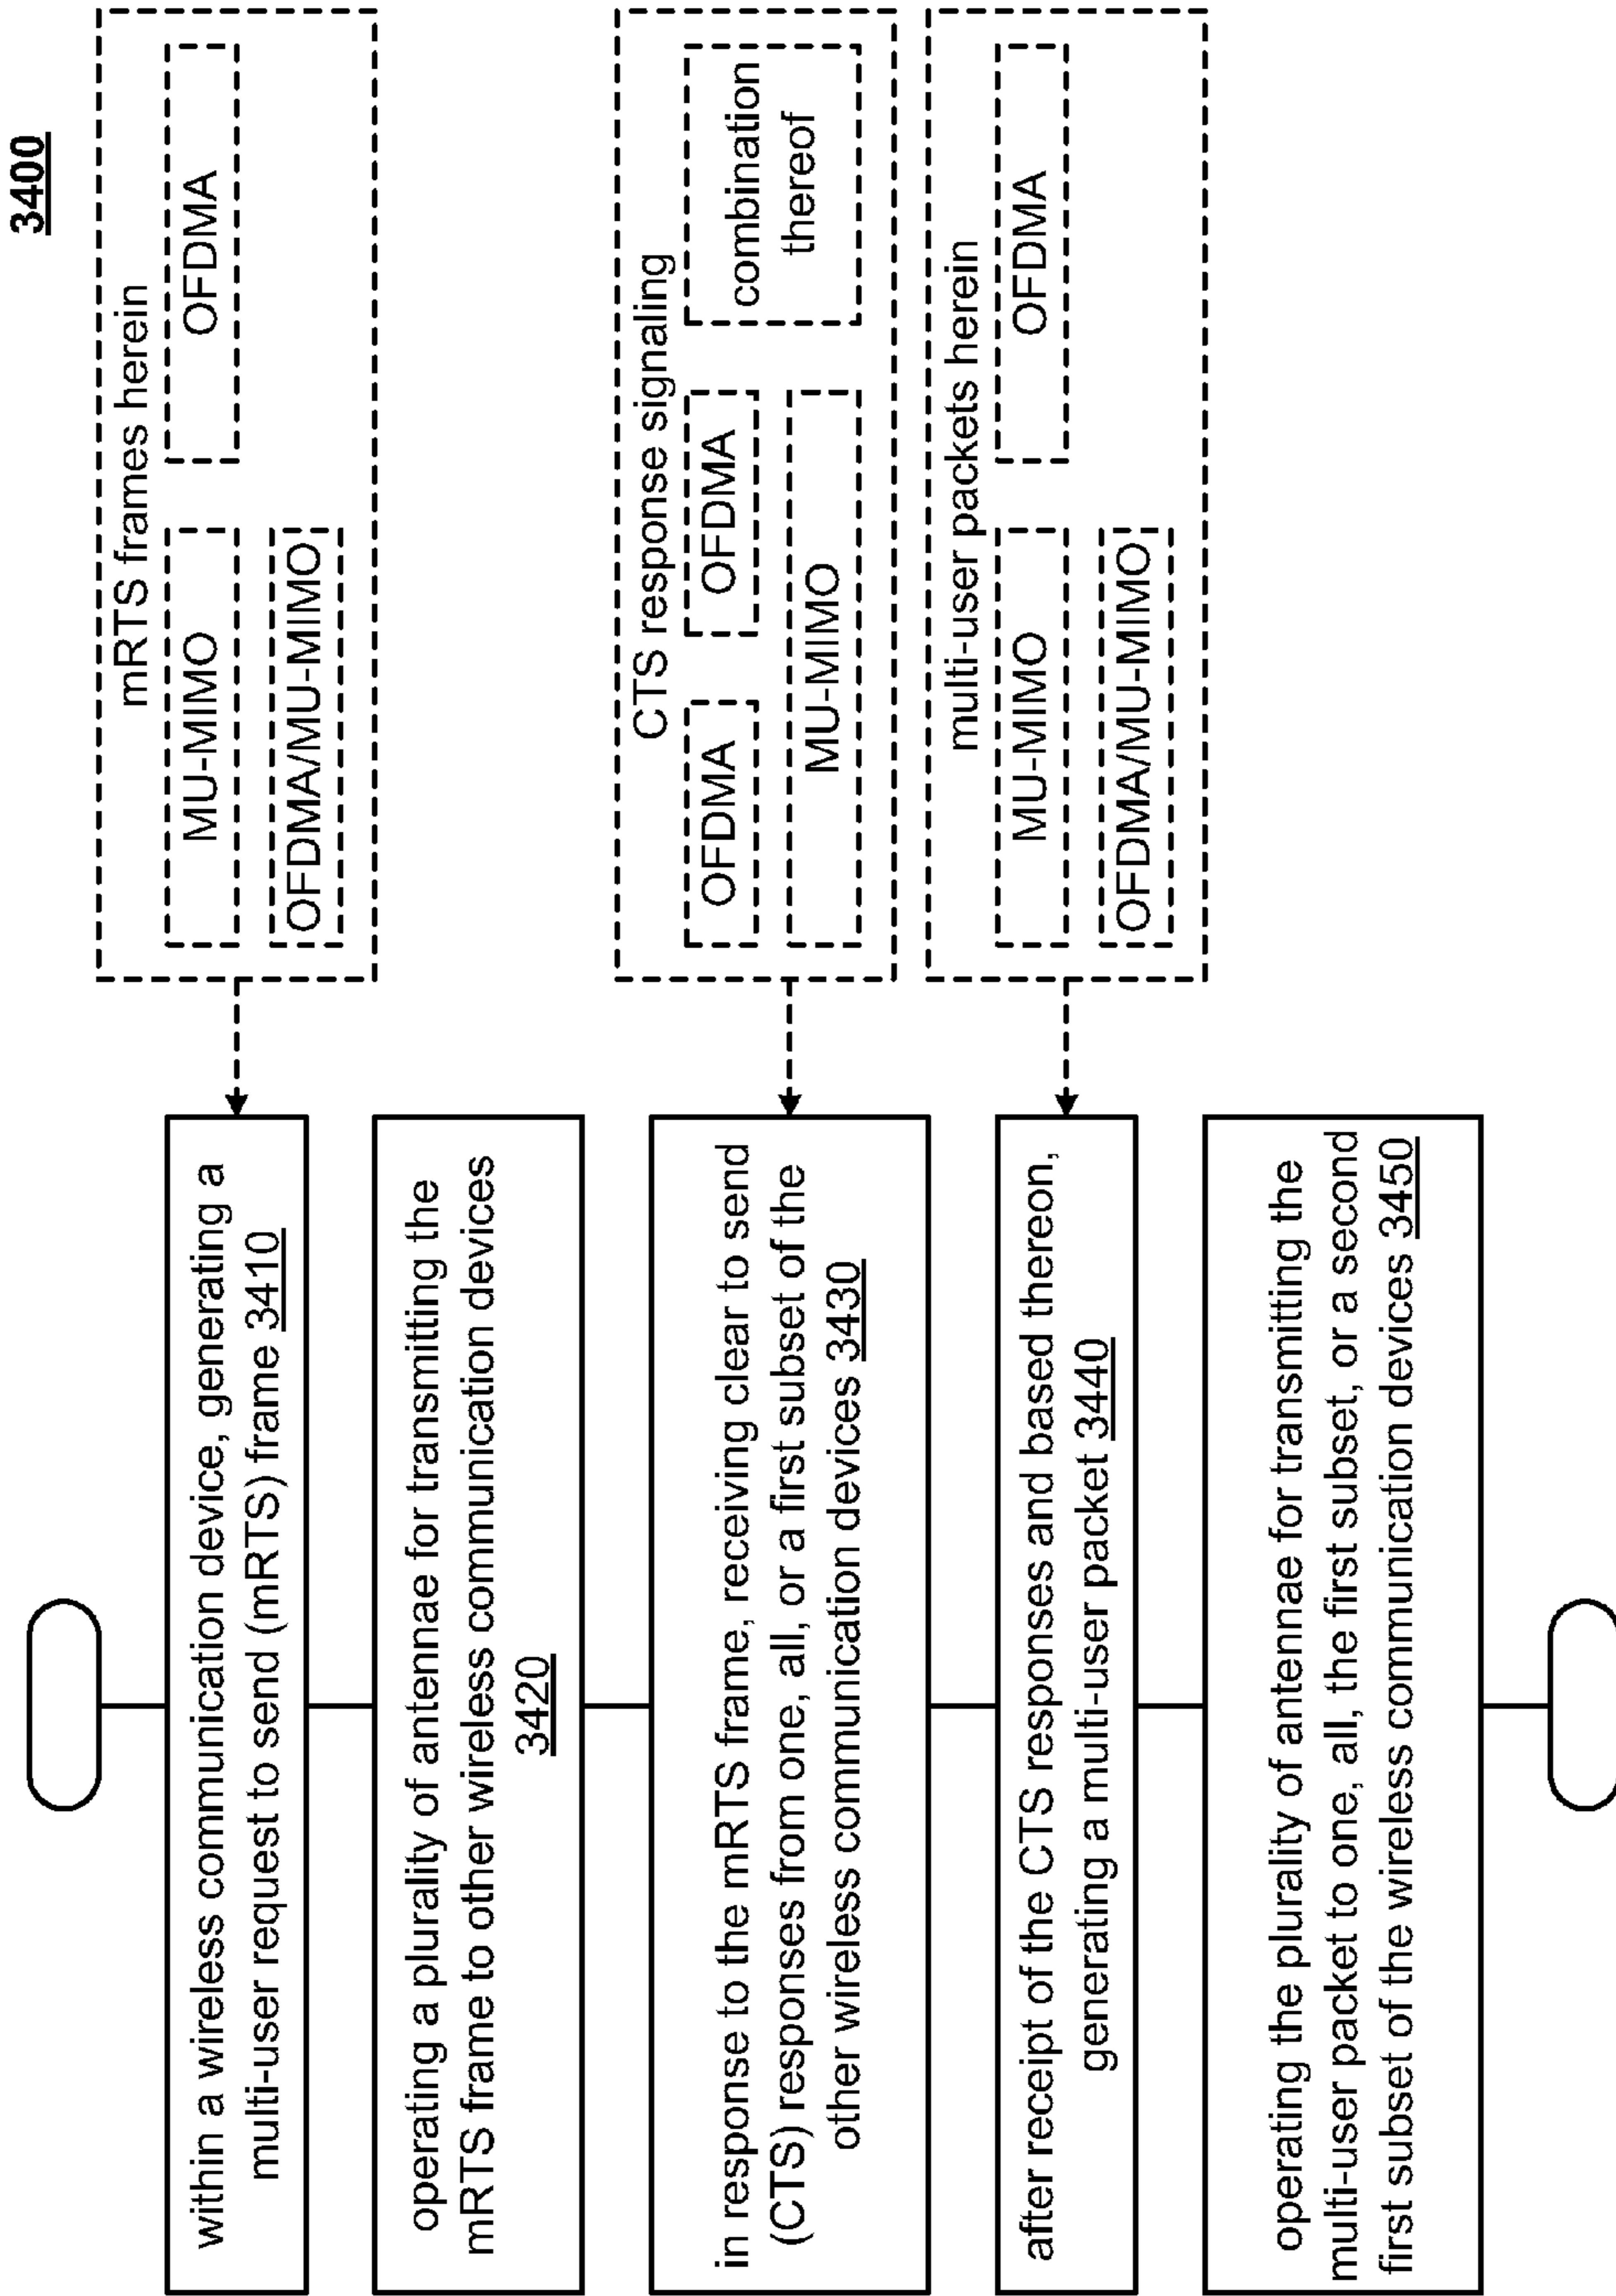 3400
within a wireless communication device, generating a
multi-user request to send (mRTS) frame 3410
mRTS frames herein
MU-MIMO
OFDMA
OFDMA/MU-MIMO
operating a plurality of antennae for transmitting the
mRTS frame to other wireless communication devices
3420
in response to the mRTS frame, receiving clear to send
(CTS) responses from one, all, or a first subset of the
other wireless communication devices 3430
CTS response signaling
OFDMA
OFDMA
combination
thereof
MU-MIMO
after receipt of the CTS responses and based thereon,
generating a multi-user packet 3440
multi-user packets herein
MU-MIMO
OFDMA
OFDMA/MU-MIMO
operating the plurality of antennae for transmitting the
multi-user packet to one, all, the first subset, or a second
first subset of the wireless communication devices 3450